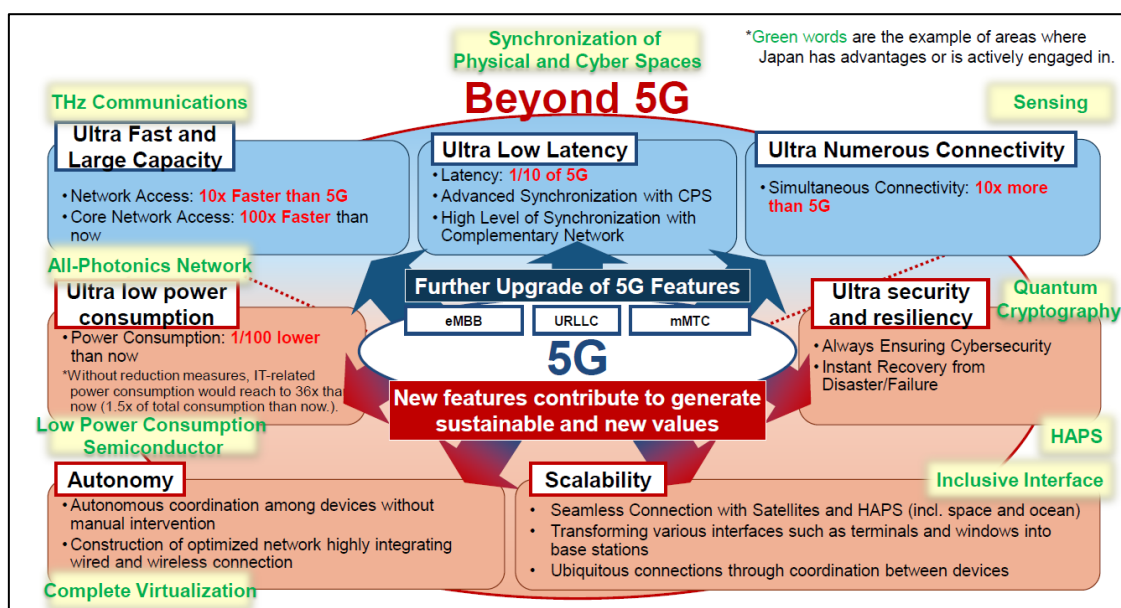 Synchronization of
Physical and Cyber Spaces
*Green words are the example of areas where
Japan has advantages or is actively engaged in.
Beyond 5G
THz Communications
Sensing
Ultra Fast and
Large Capacity
• Network Access: 10x Faster than 5G
• Core Network Access: 100x Faster than
now
Ultra Low Latency
• Latency: 1/10 of 5G
• Advanced Synchronization with CPS
• High Level of Synchronization with
Complementary Network
Ultra Numerous Connectivity
• Simultaneous Connectivity: 10x more
than 5G
All-Photonics Network
Ultra low power
consumption
• Power Consumption: 1/100 lower
than now
*Without reduction measures, IT-related
power consumption would reach to 36x than
now (1.5x of total consumption than now.).
Low Power Consumption
Semiconductor
Further Upgrade of 5G Features
eMBB
URLLC
mMTC
5G
New features contribute to generate
sustainable and new values
Quantum
Cryptography
Ultra security
and resiliency
• Always Ensuring Cybersecurity
• Instant Recovery from
Disaster/Failure
HAPS
Inclusive Interface
Autonomy
• Autonomous coordination among devices without
manual intervention
• Construction of optimized network highly integrating
wired and wireless connection
Complete Virtualization
Scalability
• Seamless Connection with Satellites and HAPS (incl. space and ocean)
• Transforming various interfaces such as terminals and windows into
base stations
• Ubiquitous connections through coordination between devices